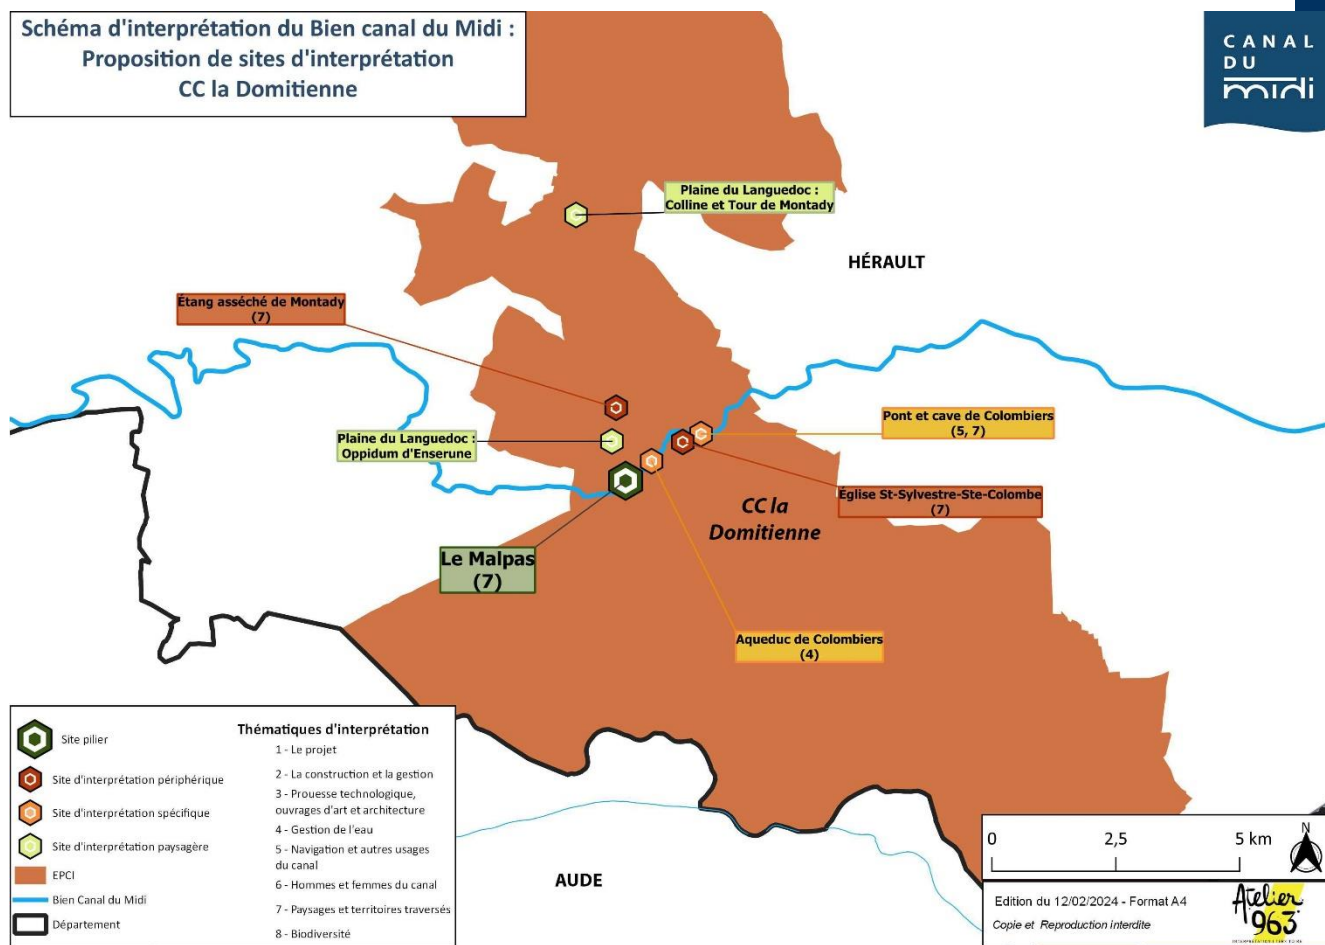 Schéma d'interprétation du Bien canal du Midi :
Proposition de sites d'interprétation
CC la Domitienne
CANAL
DU
midi
Plaine du Languedoc :
Colline et Tour de Montady
HÉRAULT
Étang asséché de Montady
(7)
Pont et cave de Colombiers
(5, 7)
Plaine du Languedoc :
Oppidum d'Enserune
Église St-Sylvestre-Ste-Colombe
(7)
CC la
Domitienne
Le Malpas
(7)
Aqueduc de Colombiers
(4)
AUDE
Site pilier
Site d'interprétation périphérique
Site d'interprétation spécifique
Site d'interprétation paysagère
EPCI
Bien Canal du Midi
Département
Thématiques d'interprétation
1 - Le projet
2 - La construction et la gestion
3 - Prouesse technologique,
ouvrages d'art et architecture
4 - Gestion de l'eau
5 - Navigation et autres usages
du canal
6 - Hommes et femmes du canal
7 - Paysages et territoires traversés
8 - Biodiversité
0 2,5 5 km
N
Edition du 12/02/2024 - Format A4
Copie et Reproduction interdite
Atelier
963